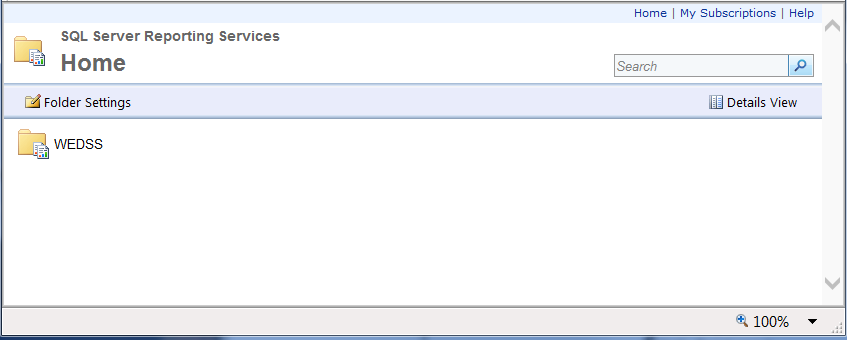 Home | My Subscriptions | Help
SQL Server Reporting Services
Home
Search
Folder Settings
Details View
WEDSS
100%